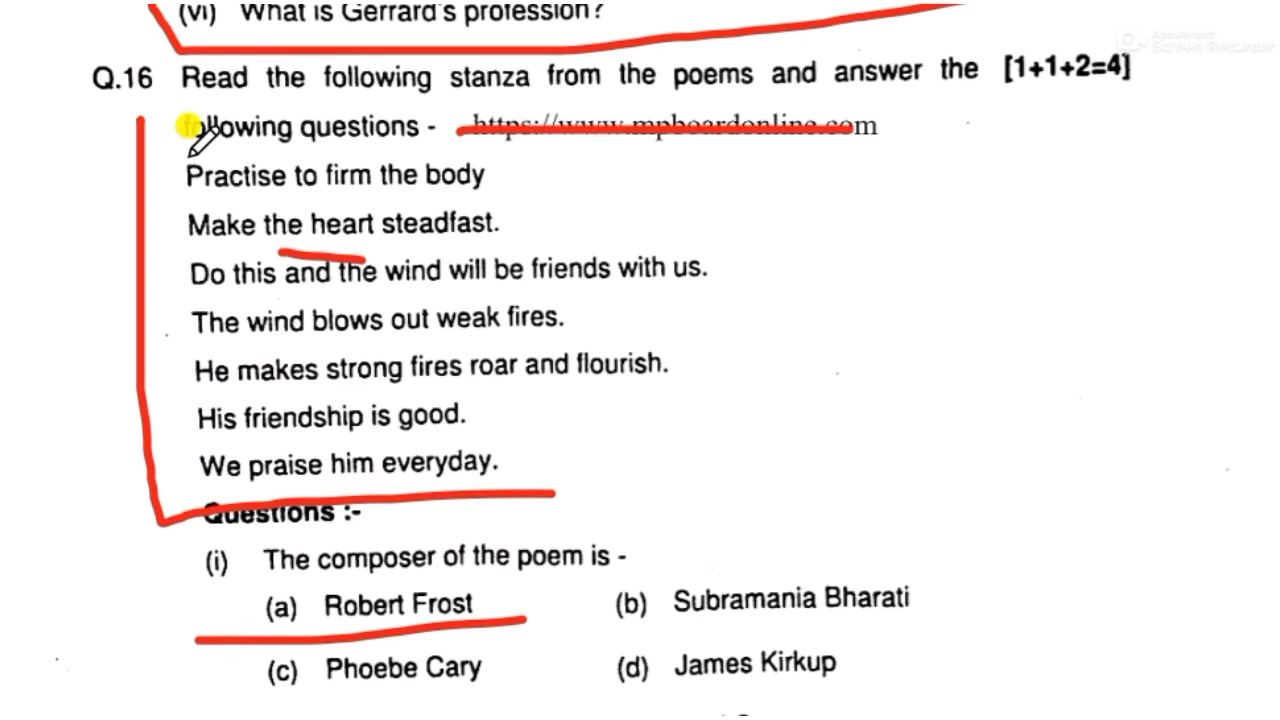 (vi) What is Gerrard's profession?
Screen Recorder
Q.16 Read the following stanza from the poems and answer the [1+1+2=4]
following questions - https://www.mpboardonline.com
Practise to firm the body
Make the heart steadfast.
Do this and the wind will be friends with us.
The wind blows out weak fires.
He makes strong fires roar and flourish.
His friendship is good.
We praise him everyday.
Questions :-
(i) The composer of the poem is -
(a) Robert Frost (b) Subramania Bharati
(c) Phoebe Cary (d) James Kirkup